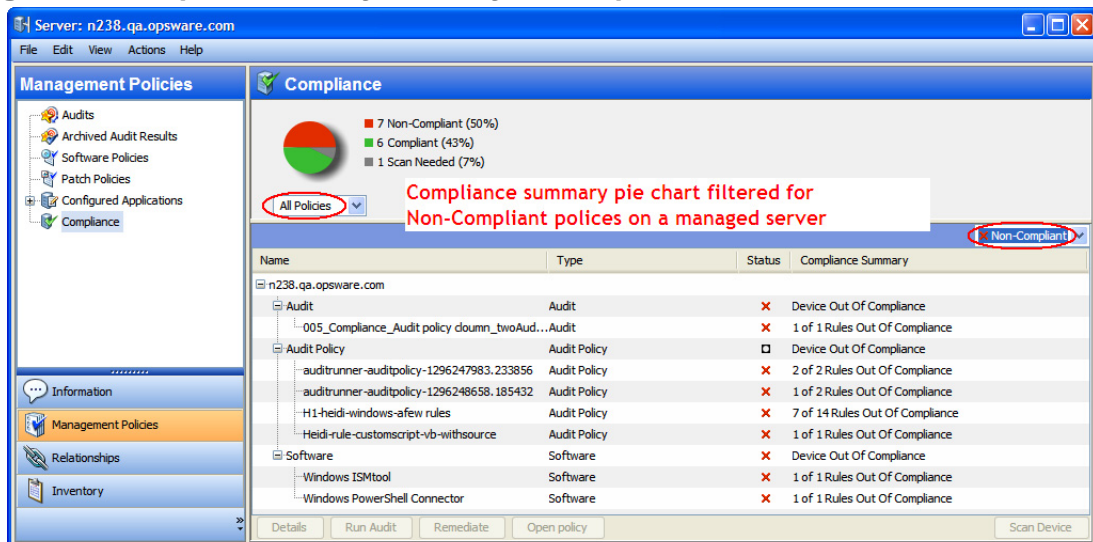 Server: n238.qa.opsware.com
File Edit View Actions Help
Management Policies
Audits
Archived Audit Results
Software Policies
Patch Policies
Configured Applications
Compliance
Information
Management Policies
Relationships
Inventory
»
Compliance
7 Non-Compliant (50%)
6 Compliant (43%)
1 Scan Needed (7%)
All Policies
Compliance summary pie chart filtered for
Non-Compliant polices on a managed server
Non-Compliant
Name Type Status Compliance Summary
n238.qa.opsware.com
Audit Audit Device Out Of Compliance
005_Compliance_Audit policy cloumn_twoAud... Audit 1 of 1 Rules Out Of Compliance
Audit Policy Audit Policy Device Out Of Compliance
auditrunner-auditpolicy-1296247983.233856 Audit Policy 2 of 2 Rules Out Of Compliance
auditrunner-auditpolicy-1296248658.185432 Audit Policy 1 of 2 Rules Out Of Compliance
H1-heidi-windows-afew rules Audit Policy 7 of 14 Rules Out Of Compliance
Heidi-rule-customscript-vb-withsource Audit Policy 1 of 1 Rules Out Of Compliance
Software Software Device Out Of Compliance
Windows ISMtool Software 1 of 1 Rules Out Of Compliance
Windows PowerShell Connector Software 1 of 1 Rules Out Of Compliance
Details Run Audit Remediate Open policy Scan Device